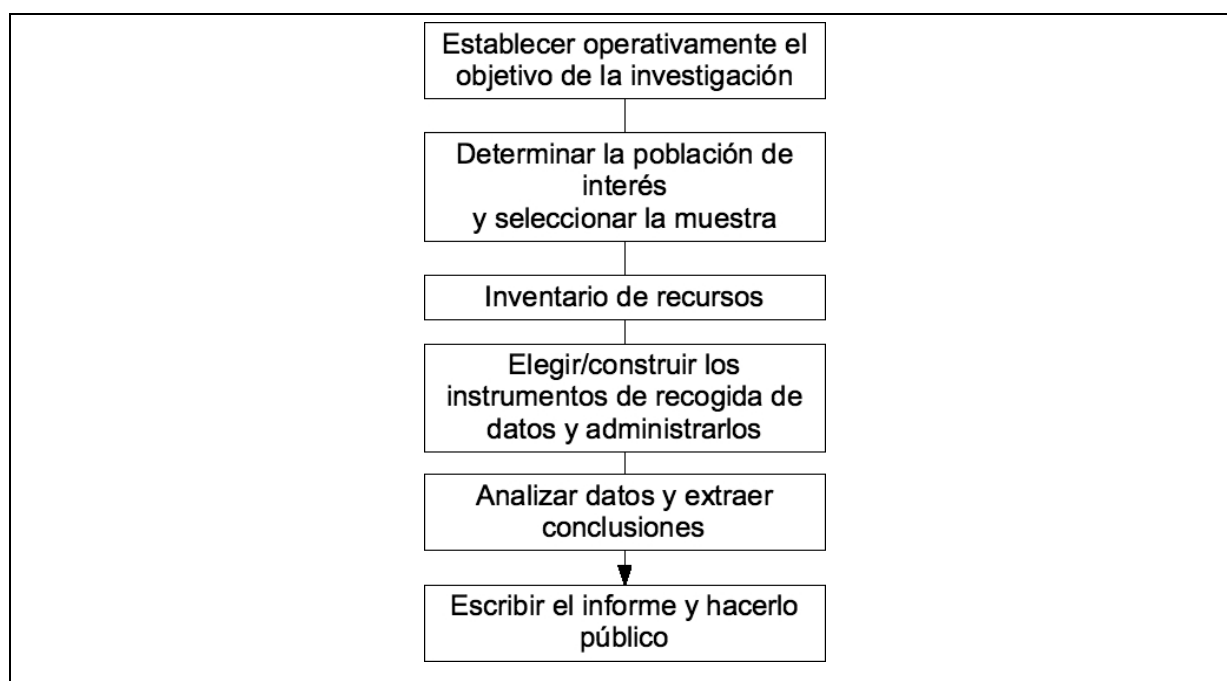 Establecer operativamente el
objetivo de la investigación
Determinar la población de
interés
y seleccionar la muestra
Inventario de recursos
Elegir/construir los
instrumentos de recogida de
datos y administrarlos
Analizar datos y extraer
conclusiones
Escribir el informe y hacerlo
público